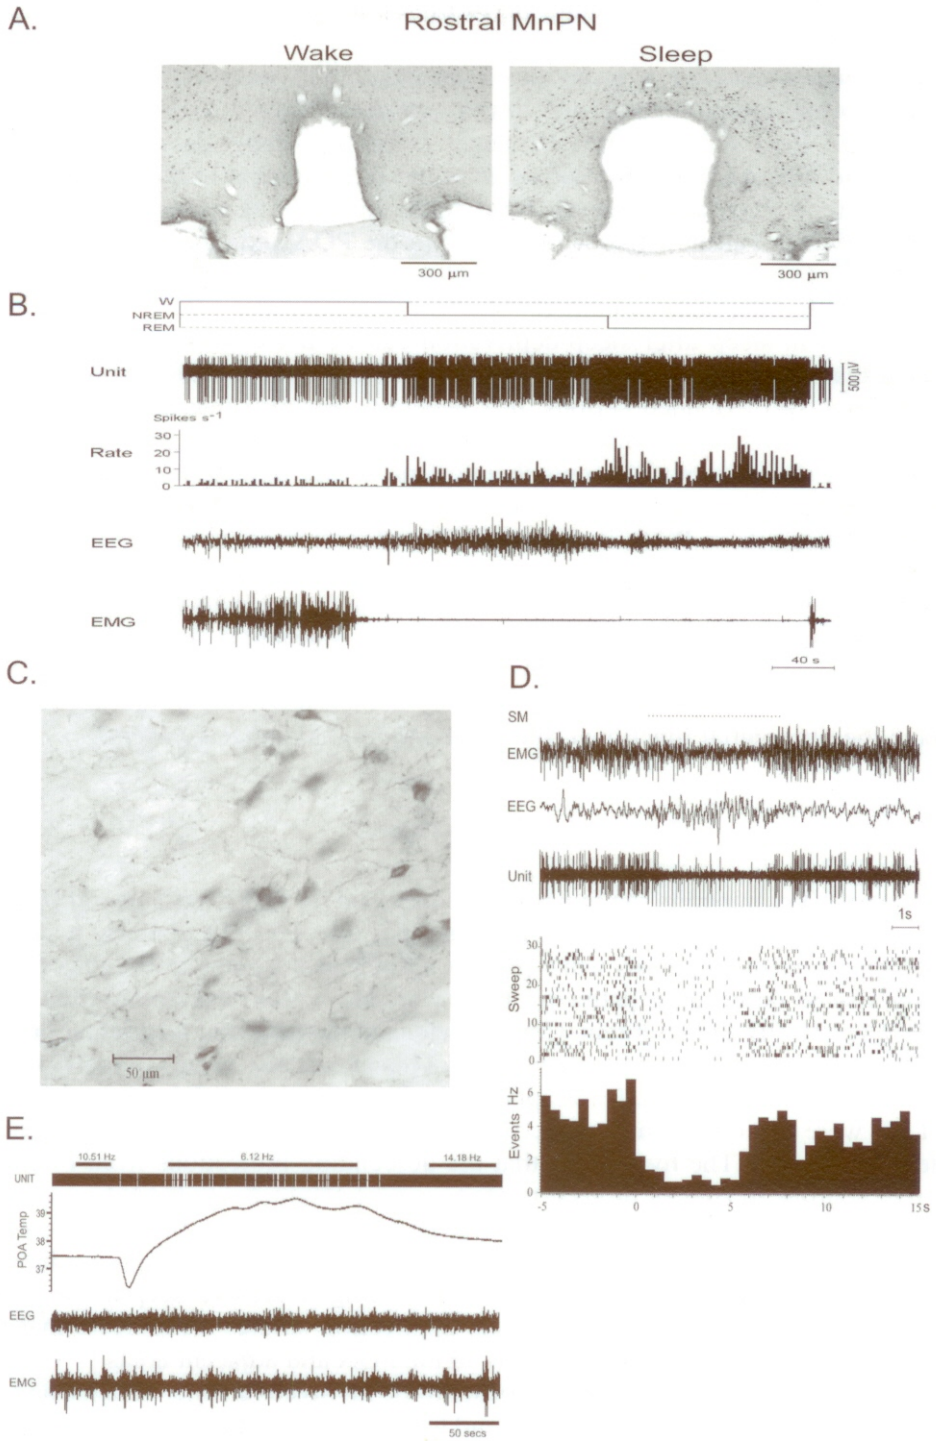 A.
Rostral MnPN
Wake
Sleep
300 µm
300 µm
B.
W
NREM
REM
Unit
500 µV
Spikes s-1
Rate
30
20
10
0
EEG
EMG
40 s
C.
50 µm
D.
SM
EMG
EEG
Unit
1s
Sweep
30
20
10
0
Events Hz
6
4
2
0
-5
0
5
10
15 s
E.
10.51 Hz
6.12 Hz
14.18 Hz
UNIT
POA Temp
39
38
37
EEG
EMG
50 secs